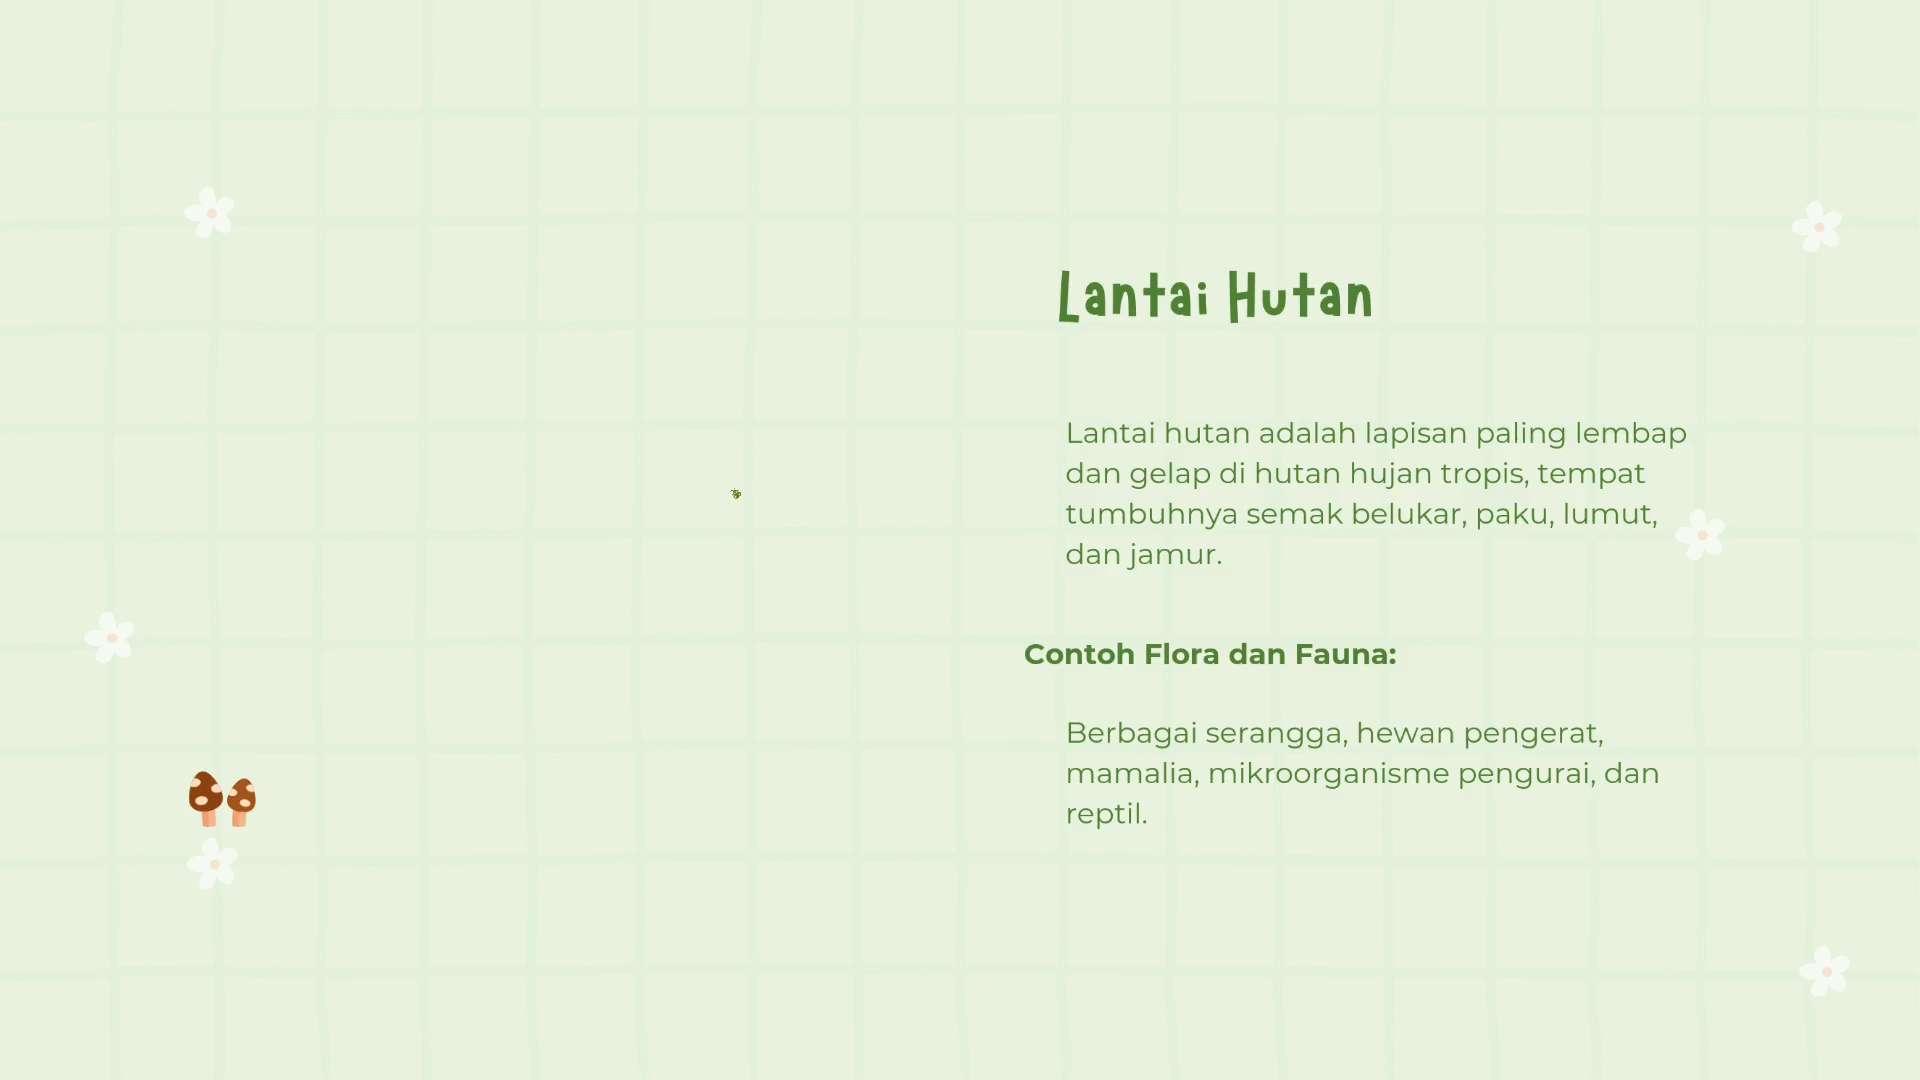 Lantai Hutan
Lantai hutan adalah lapisan paling lembap
dan gelap di hutan hujan tropis, tempat
tumbuhnya semak belukar, paku, lumut,
dan jamur.
Contoh Flora dan Fauna:
Berbagai serangga, hewan pengerat,
mamalia, mikroorganisme pengurai, dan
reptil.